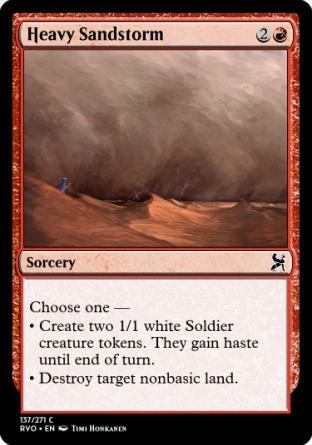 Heavy Sandstorm 2
Sorcery
Choose one —
• Create two 1/1 white Soldier
creature tokens. They gain haste
until end of turn.
• Destroy target nonbasic land.
137/271 C
RVO • EN Timi Honkanen